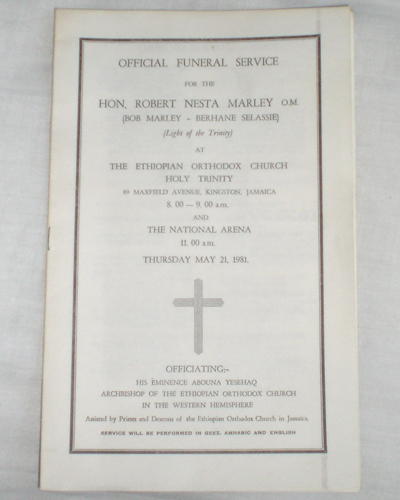 OFFICIAL FUNERAL SERVICE
FOR THE
HON. ROBERT NESTA MARLEY O.M.
(BOB MARLEY - BERHANE SELASSIE)
(Light of the Trinity)
AT
THE ETHIOPIAN ORTHODOX CHURCH
HOLY TRINITY
89 MAXFIELD AVENUE, KINGSTON, JAMAICA
8. 00 — 9. 00 a.m.
AND
THE NATIONAL ARENA
11. 00 a.m.
THURSDAY MAY 21, 1981.
OFFICIATING:-
HIS EMINENCE ABOUNA YESEHAQ
ARCHBISHOP OF THE ETHIOPIAN ORTHODOX CHURCH
IN THE WESTERN HEMISPHERE
Assisted by Priests and Deacons of the Ethiopian Orthodox Church in Jamaica.
SERVICE WILL BE PERFORMED IN GEEZ, AMHARIC AND ENGLISH